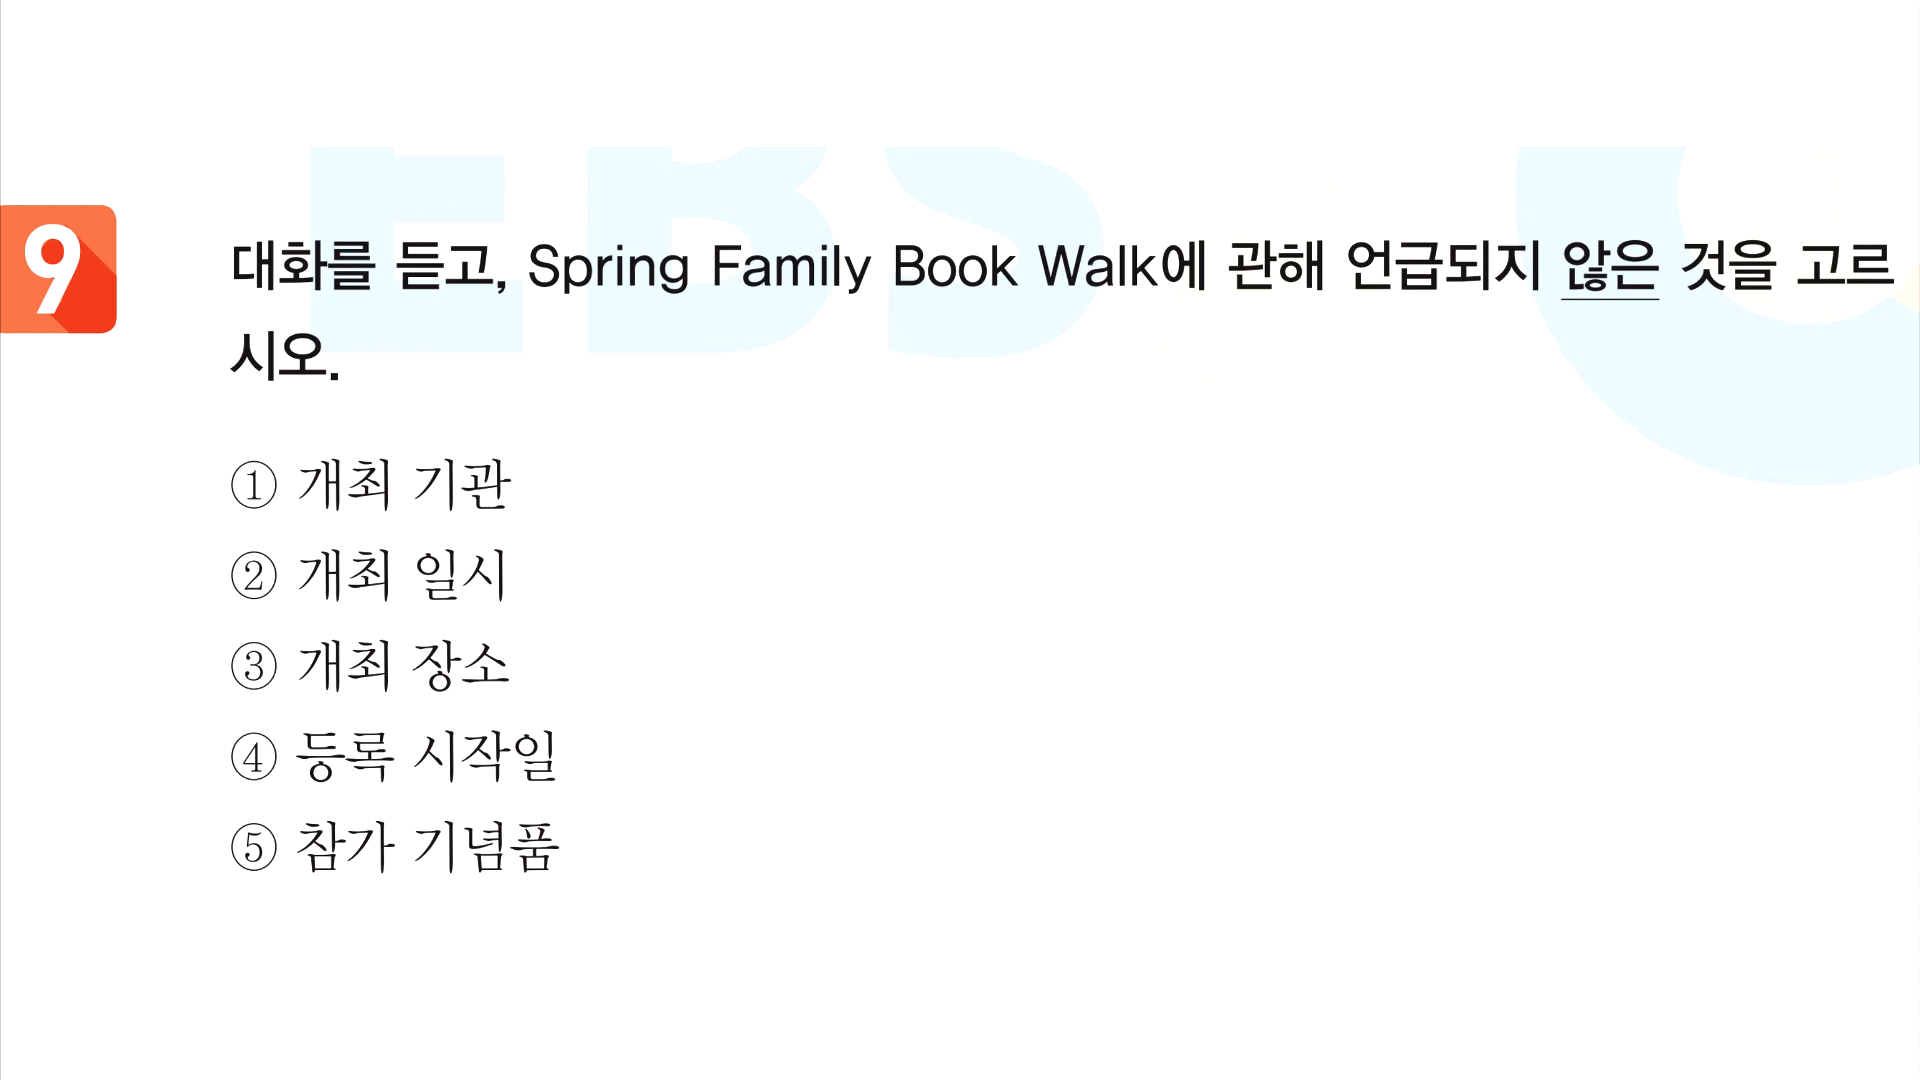 9
대화를 듣고, Spring Family Book Walk에 관해 언급되지 않은 것을 고르
시오.
① 개최 기관
② 개최 일시
③ 개최 장소
④ 등록 시작일
⑤ 참가 기념품
EBS